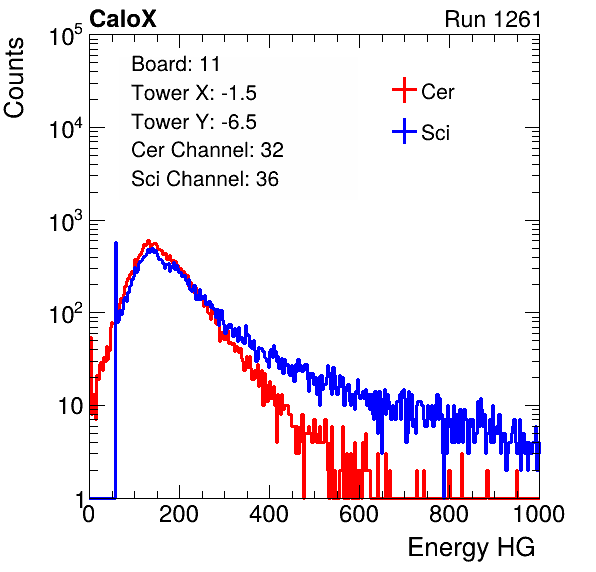 CaloX Run 1261
Counts
Board: 11
Tower X: -1.5
Tower Y: -6.5
Cer Channel: 32
Sci Channel: 36
Cer
Sci
10^5
10^4
10^3
10^2
10
1
0 200 400 600 800 1000
Energy HG